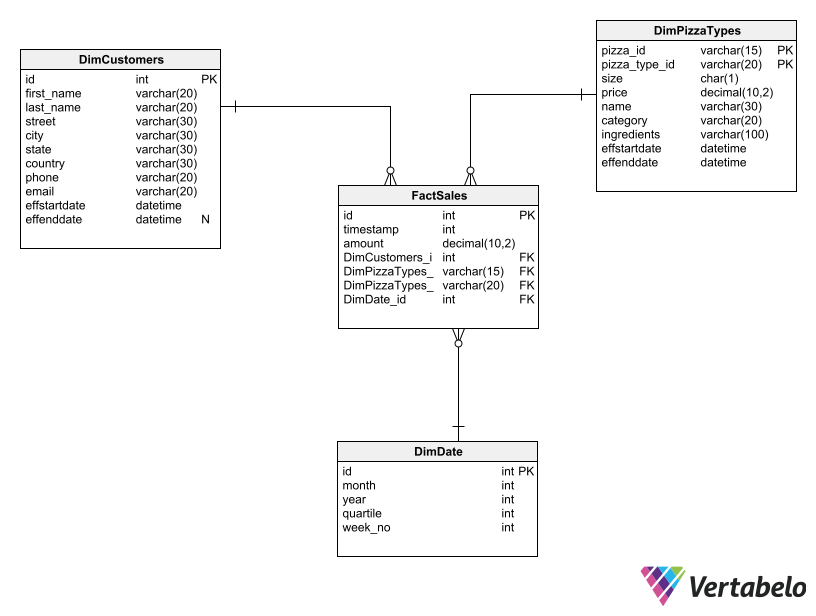 DimCustomers
id int PK
first_name varchar(20)
last_name varchar(20)
street varchar(30)
city varchar(30)
state varchar(30)
country varchar(30)
phone varchar(20)
email varchar(20)
effstartdate datetime
effenddate datetime N
DimPizzaTypes
pizza_id varchar(15) PK
pizza_type_id varchar(20) PK
size char(1)
price decimal(10,2)
name varchar(30)
category varchar(20)
ingredients varchar(100)
effstartdate datetime
effenddate datetime
FactSales
id int PK
timestamp int
amount decimal(10,2)
DimCustomers_i int FK
DimPizzaTypes_ varchar(15) FK
DimPizzaTypes_ varchar(20) FK
DimDate_id int FK
DimDate
id int PK
month int
year int
quartile int
week_no int
Vertabelo